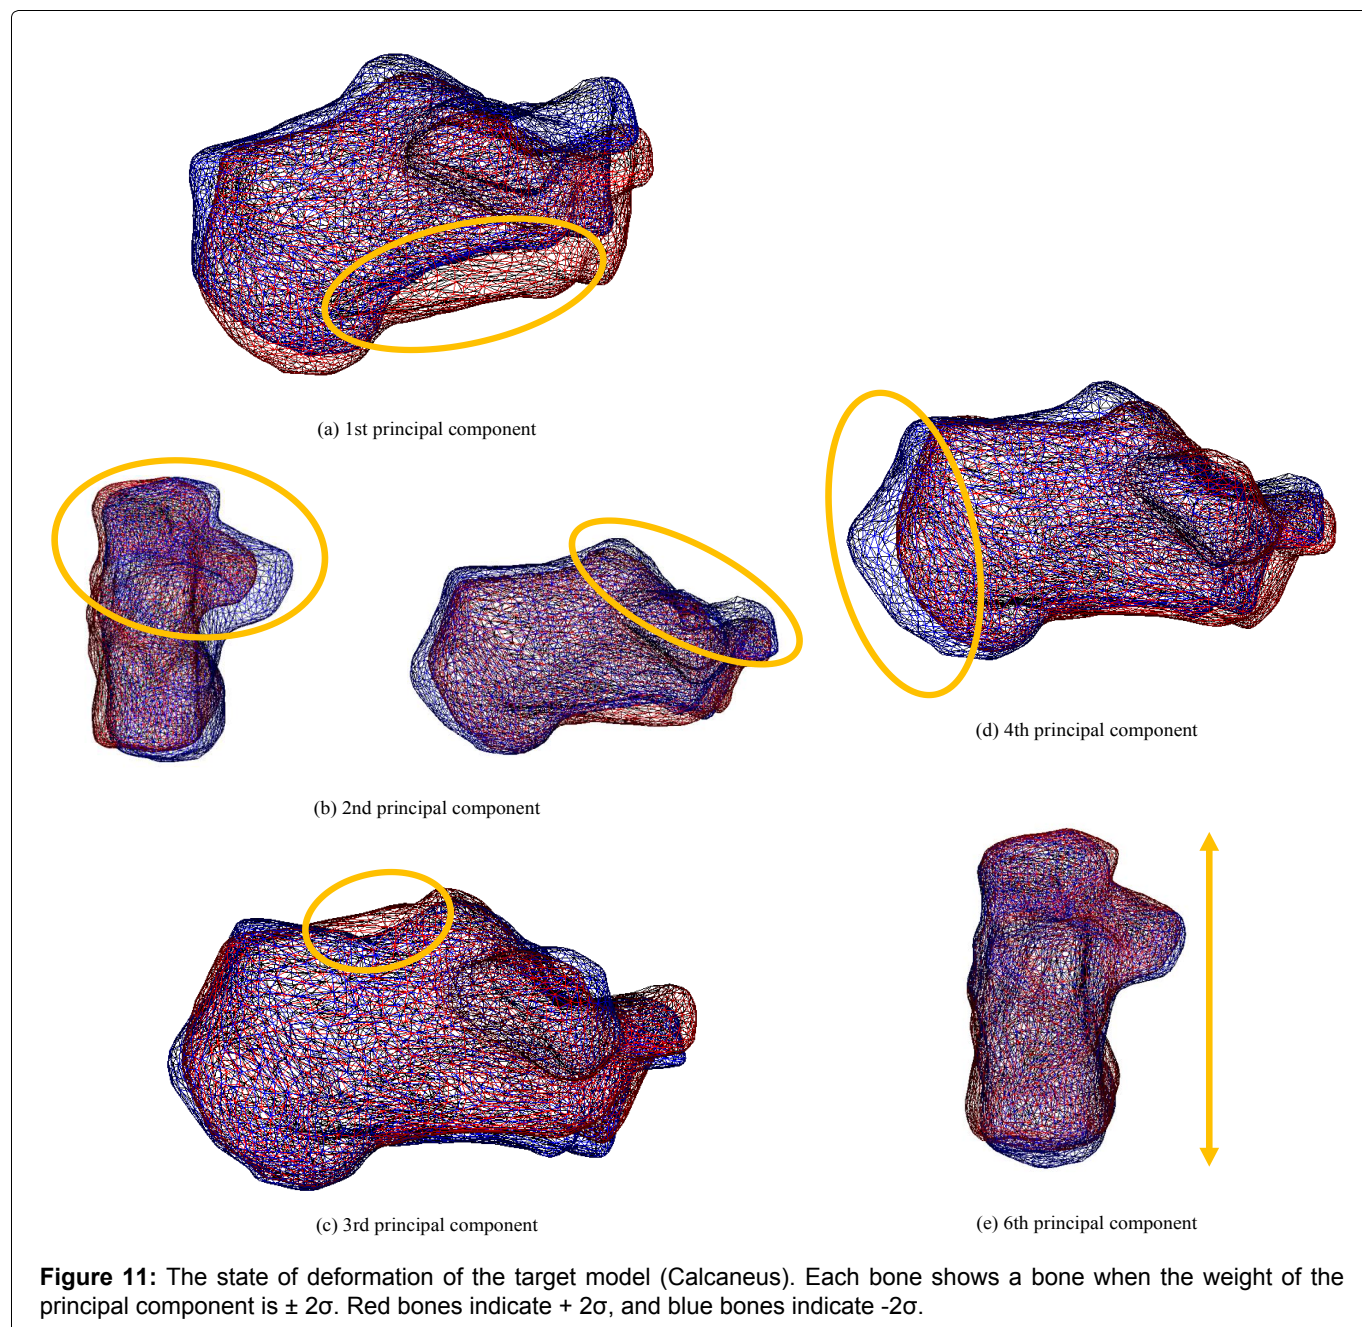 (a) 1st principal component
(b) 2nd principal component
(d) 4th principal component
(c) 3rd principal component
(e) 6th principal component
Figure 11: The state of deformation of the target model (Calcaneus). Each bone shows a bone when the weight of the
principal component is ± 2σ. Red bones indicate + 2σ, and blue bones indicate -2σ.